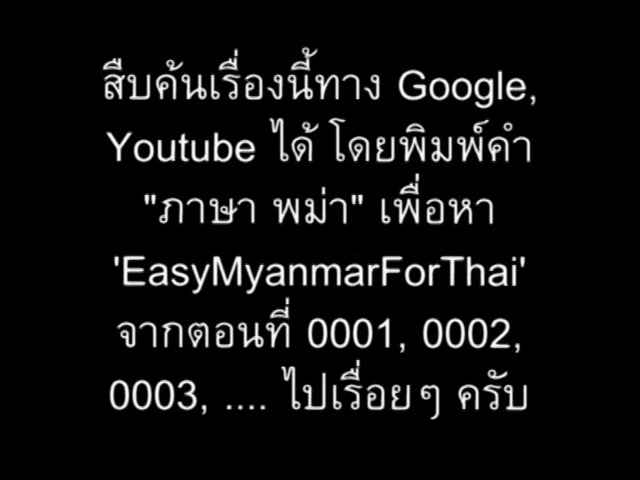 สืบค้นเรื่องนี้ทาง Google,
Youtube ได้ โดยพิมพ์คำ
"ภาษา พม่า" เพื่อหา
'EasyMyanmarForThai'
จากตอนที่ 0001, 0002,
0003, .... ไปเรื่อยๆ ครับ